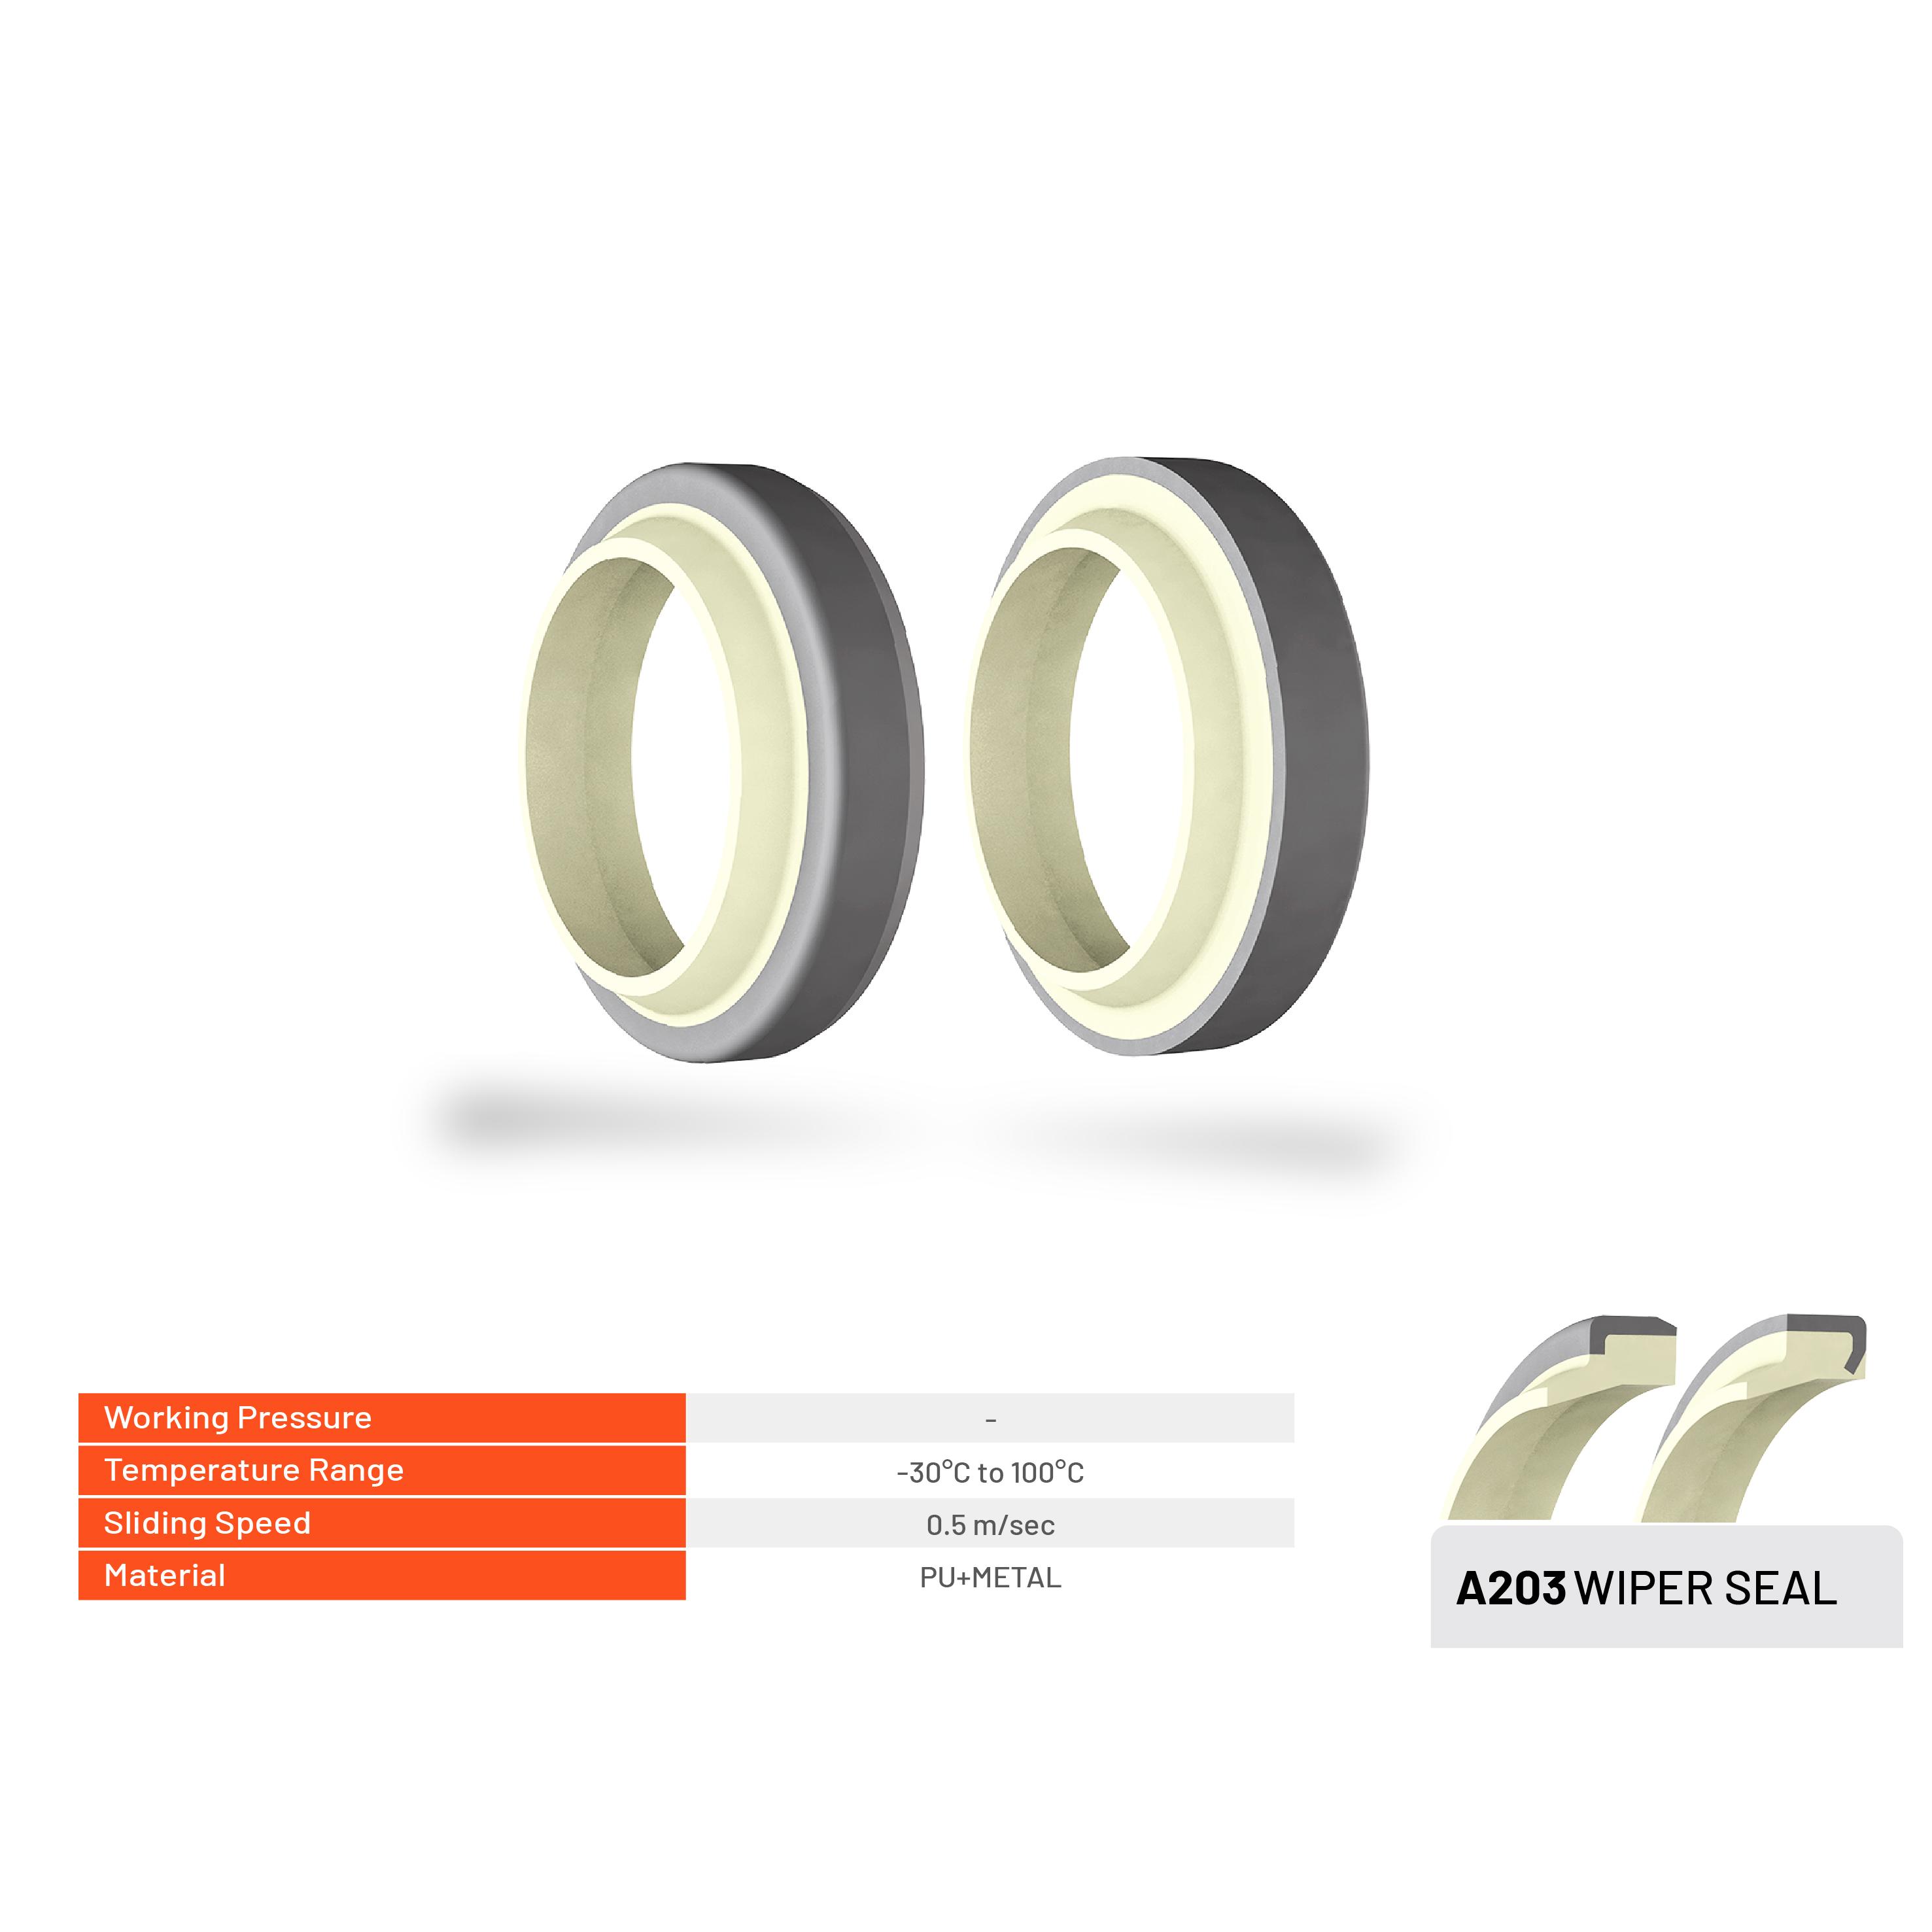 Working Pressure -
Temperature Range -30°C to 100°C
Sliding Speed 0.5 m/sec
Material PU+METAL
A203 WIPER SEAL